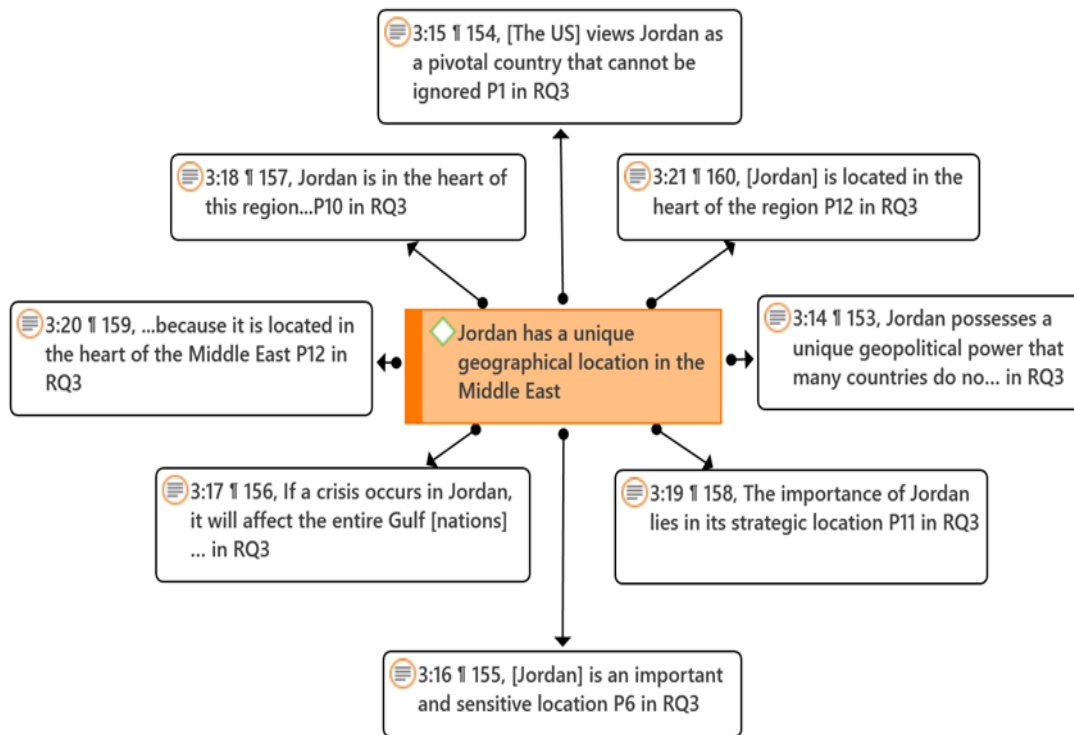 3:15 ¶ 154, [The US] views Jordan as
a pivotal country that cannot be
ignored P1 in RQ3
3:18 ¶ 157, Jordan is in the heart of
this region...P10 in RQ3
3:21 ¶ 160, [Jordan] is located in the
heart of the region P12 in RQ3
3:20 ¶ 159, ...because it is located in
the heart of the Middle East P12 in
RQ3
Jordan has a unique
geographical location in the
Middle East
3:14 ¶ 153, Jordan possesses a
unique geopolitical power that
many countries do no... in RQ3
3:17 ¶ 156, If a crisis occurs in Jordan,
it will affect the entire Gulf [nations]
... in RQ3
3:19 ¶ 158, The importance of Jordan
lies in its strategic location P11 in RQ3
3:16 ¶ 155, [Jordan] is an important
and sensitive location P6 in RQ3